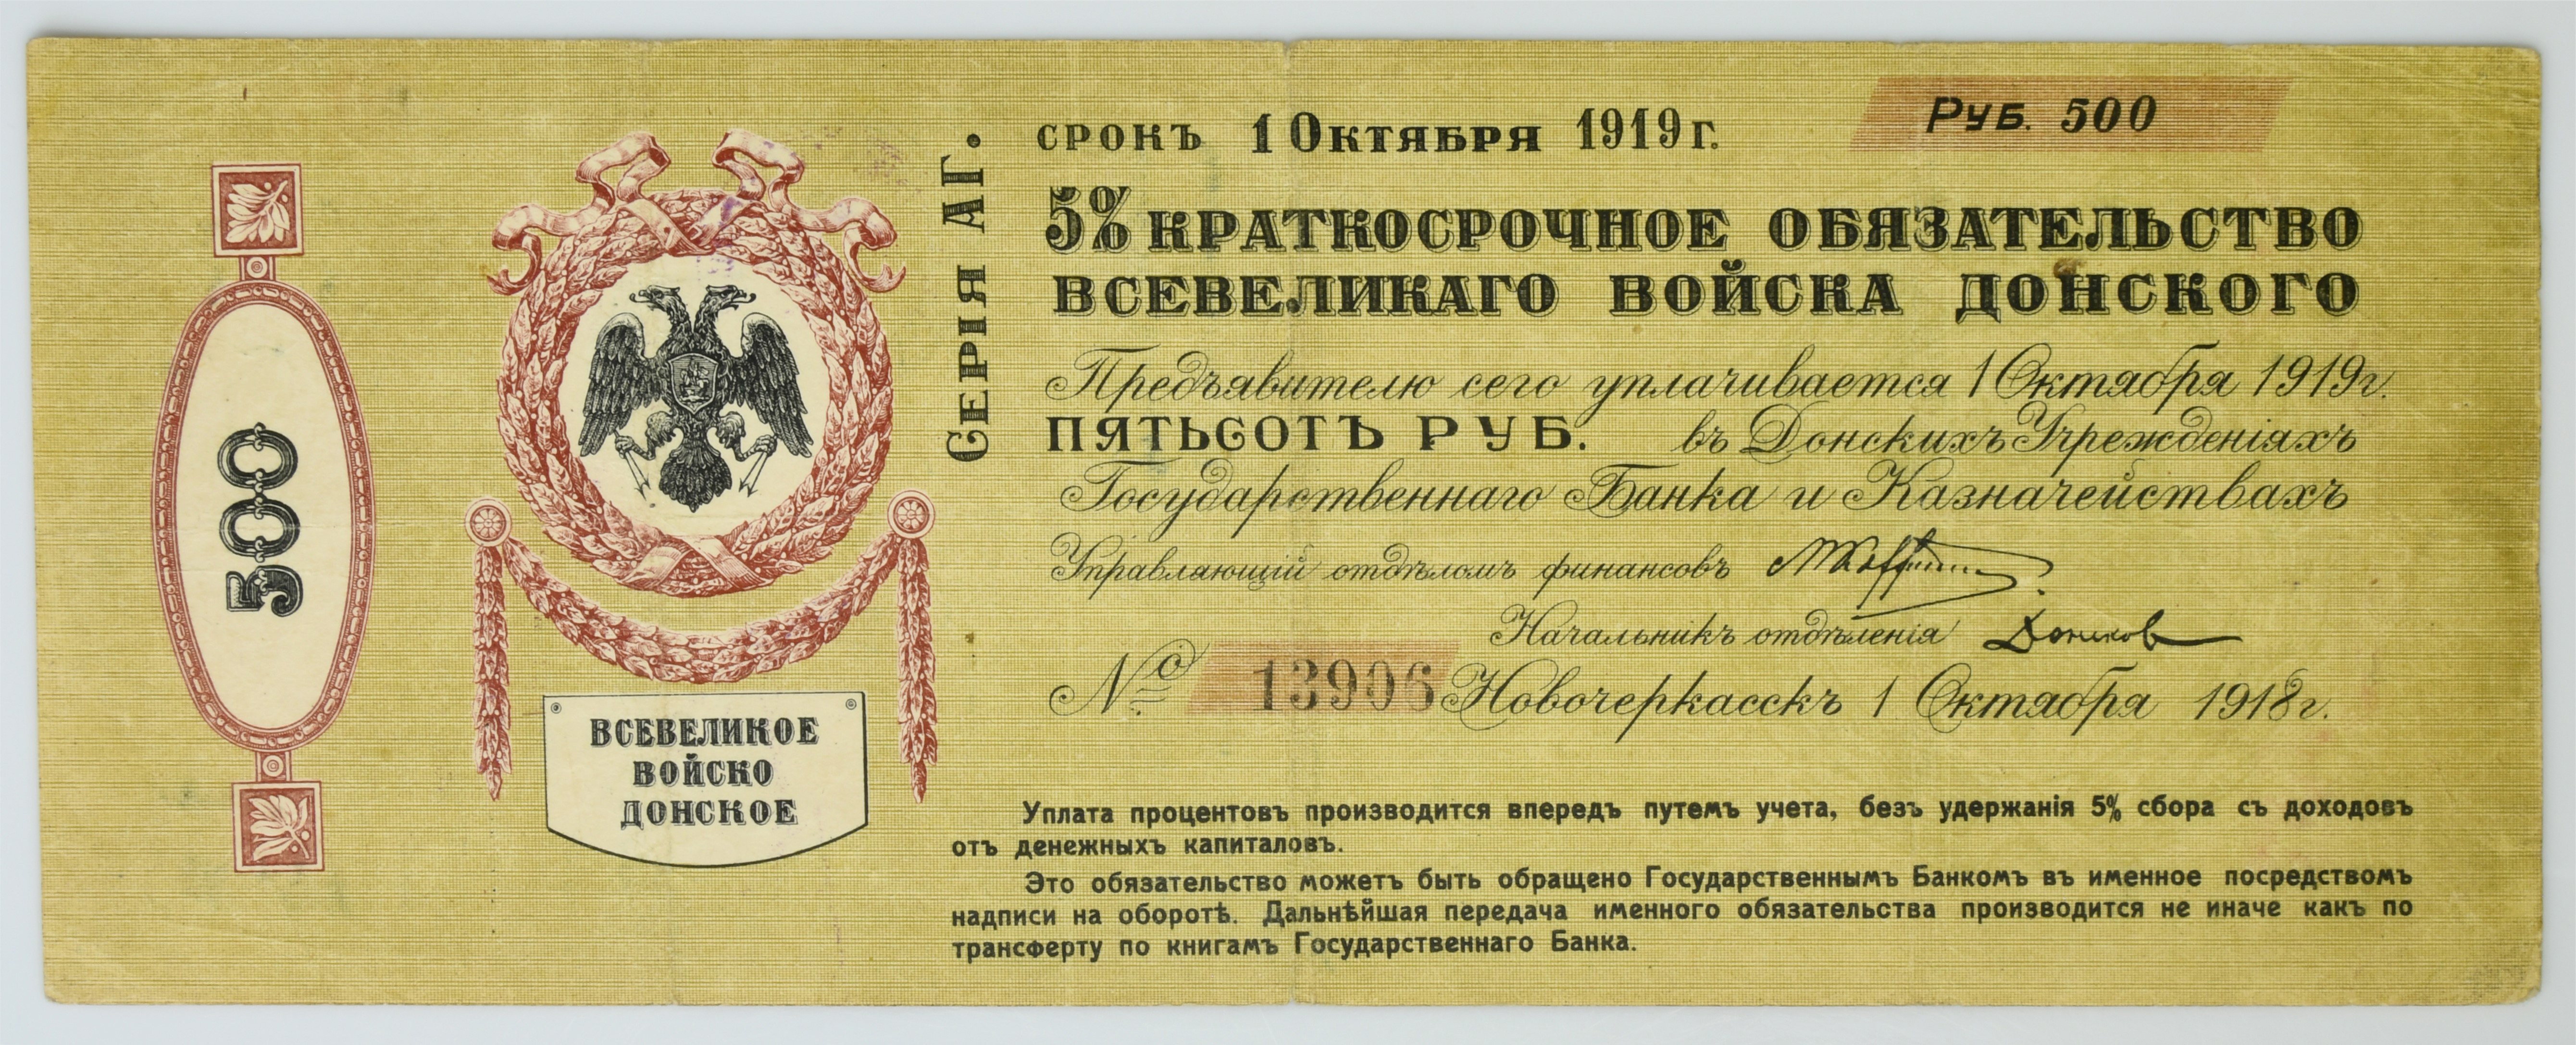 500
ВСЕВЕЛИКОЕ
ВОЙСКО
ДОНСКОЕ
Серія АГ.
Руб. 500
срокъ 1 Октября 1919 г.
5% КРАТКОСРОЧНОЕ ОБЯЗАТЕЛЬСТВО
ВСЕВЕЛИКАГО ВОЙСКА ДОНСКОГО
Предъявителю сего уплачивается 1 Октября 1919 г.
ПЯТЬСОТЪ РУБ. въ Донскихъ Учрежденіяхъ
Государственнаго Банка и Казначействахъ
Управляющій отдѣломъ финансовъ
Начальникъ отдѣленія
№ 13906 Новочеркасскъ 1 Октября 1918 г.
Уплата процентовъ производится впередъ путемъ учета, безъ удержанія 5% сбора съ доходовъ
отъ денежныхъ капиталовъ.
Это обязательство можетъ быть обращено Государственнымъ Банкомъ въ именное посредствомъ
надписи на оборотѣ. Дальнѣйшая передача именного обязательства производится не иначе какъ по
трансферту по книгамъ Государственнаго Банка.